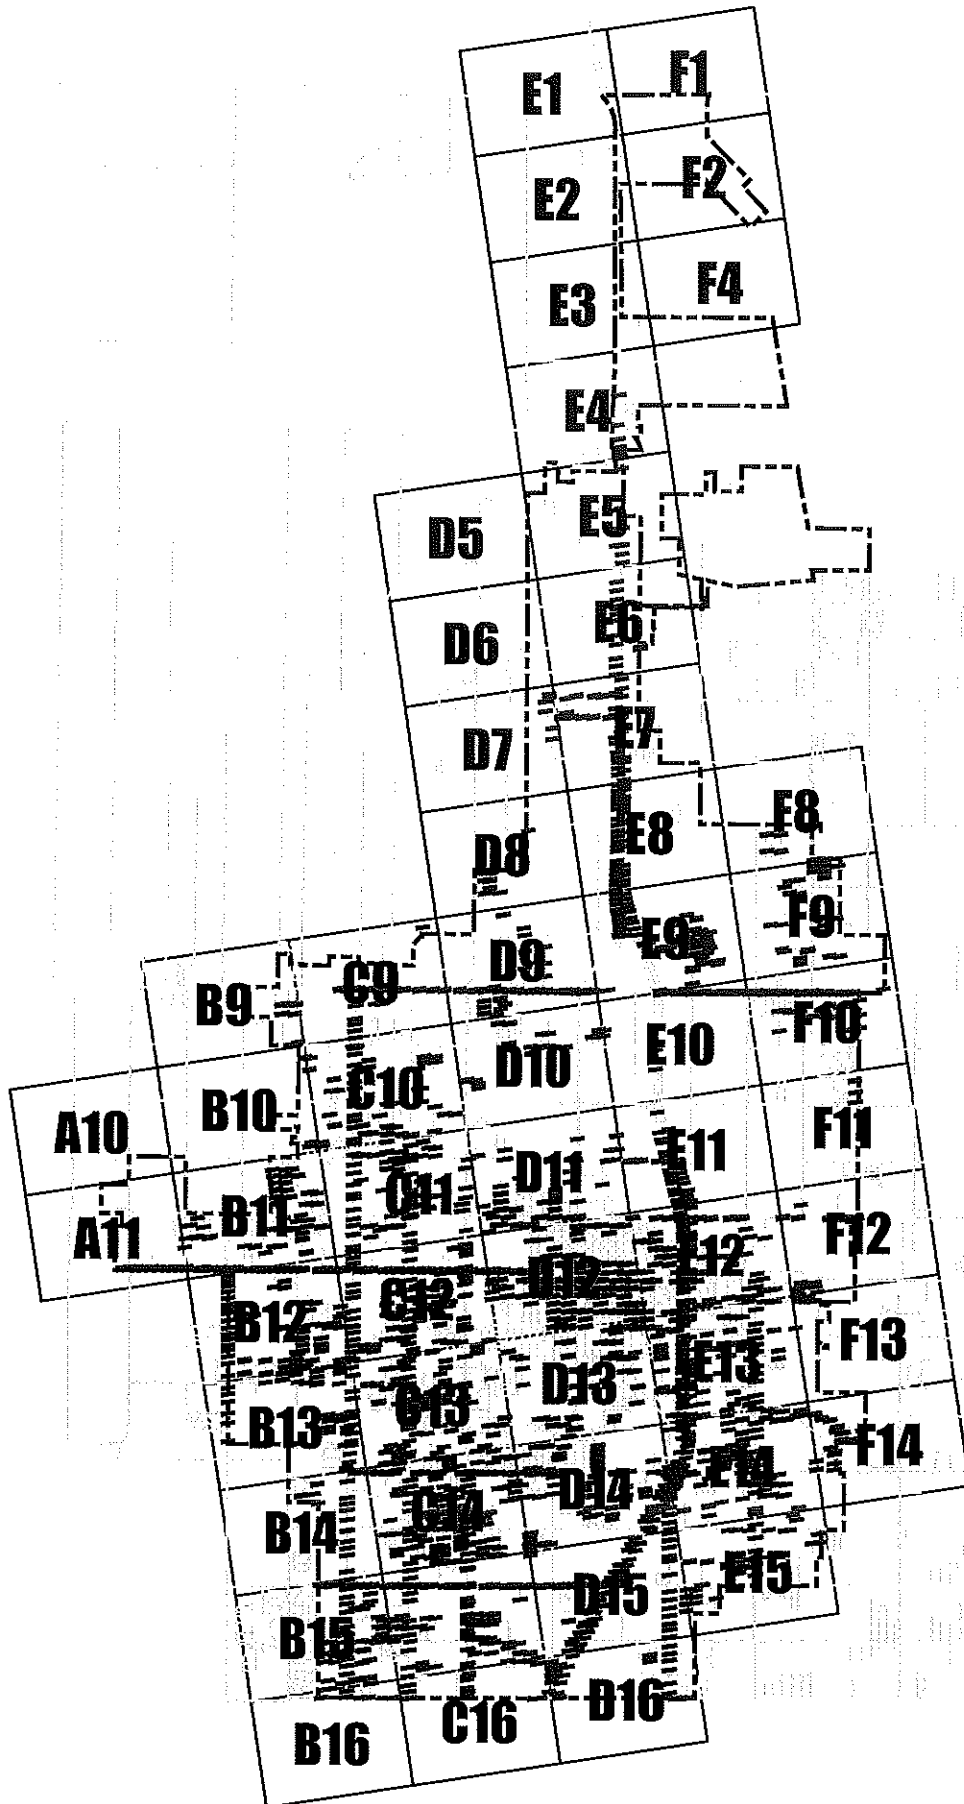 E1 F1
E2 F2
E3 F4
E4
D5 E5
D6 E6
D7 E7
D8 E8 F8
B9 C9 D9 E9 F9
A10 B10 C10 D10 E10 F10
A11 B11 C11 D11 E11 F11
B12 C12 D12 E12 F12
B13 C13 D13 E13 F13
B14 C14 D14 E14 F14
B15 D15 E15
B16 C16 D16